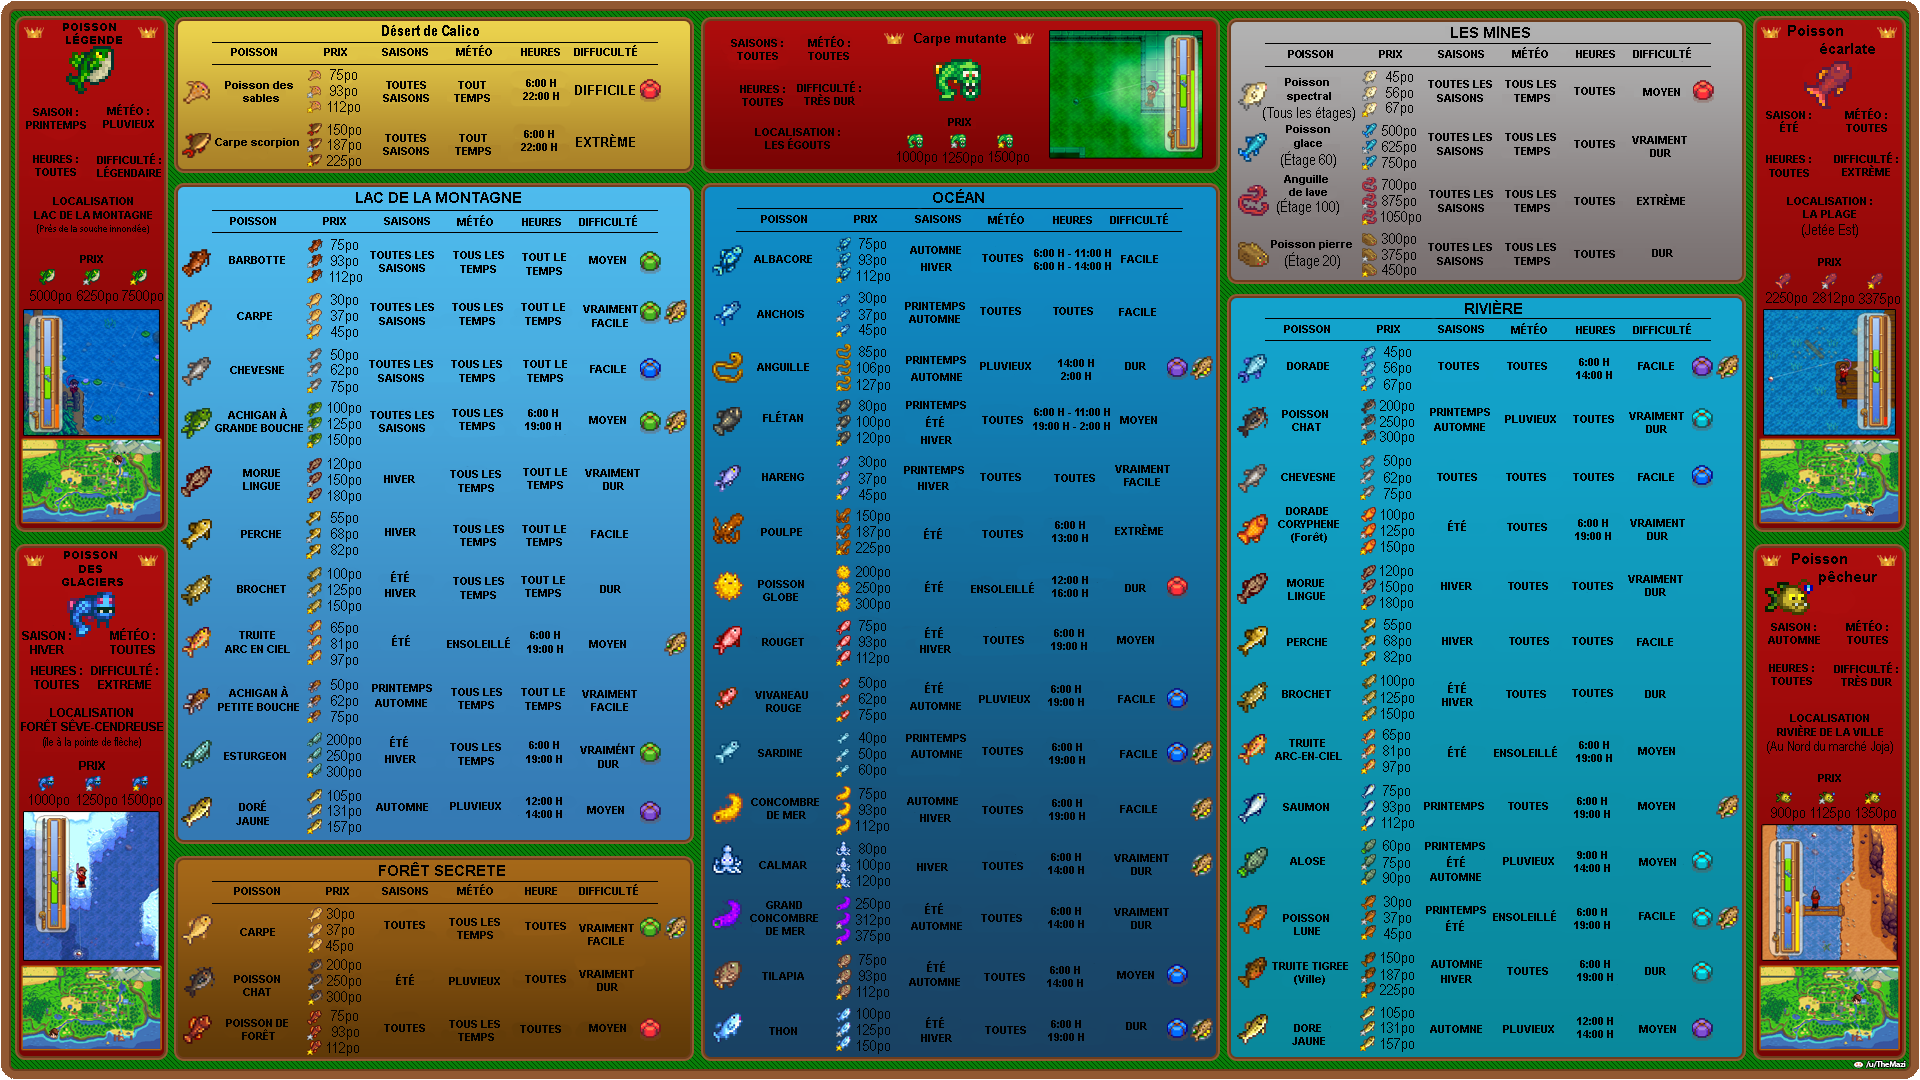 POISSON
LÉGENDE
SAISON :
PRINTEMPS
MÉTÉO :
PLUVIEUX
HEURES :
TOUTES
DIFFICULTÉ :
LÉGENDAIRE
LOCALISATION
LAC DE LA MONTAGNE
(Près de la souche innondée)
PRIX
5000po 6250po 7500po
POISSON
DES
GLACIERS
SAISON :
HIVER
MÉTÉO :
TOUTES
HEURES :
TOUTES
DIFFICULTÉ :
EXTREME
LOCALISATION
FORÊT SÈVE-CENDREUSE
(île à la pointe de flèche)
PRIX
1000po 1250po 1500po
Désert de Calico
POISSON PRIX SAISONS MÉTÉO HEURES DIFFUCULTÉ
Poisson des sables 75po 93po 112po TOUTES SAISONS TOUT TEMPS 6:00 H 22:00 H DIFFICILE
Carpe scorpion 150po 187po 225po TOUTES SAISONS TOUT TEMPS 6:00 H 22:00 H EXTRÊME
LAC DE LA MONTAGNE
POISSON PRIX SAISONS MÉTÉO HEURES DIFFICULTÉ
BARBOTTE 75po 93po 112po TOUTES LES SAISONS TOUS LES TEMPS TOUT LE TEMPS MOYEN
CARPE 30po 37po 45po TOUTES LES SAISONS TOUS LES TEMPS TOUT LE TEMPS VRAIMENT FACILE
CHEVESNE 50po 62po 75po TOUTES LES SAISONS TOUS LES TEMPS TOUT LE TEMPS FACILE
ACHIGAN À GRANDE BOUCHE 100po 125po 150po TOUTES LES SAISONS TOUS LES TEMPS 6:00 H 19:00 H MOYEN
MORUE LINGUE 120po 150po 180po HIVER TOUS LES TEMPS TOUT LE TEMPS VRAIMENT DUR
PERCHE 55po 68po 82po HIVER TOUS LES TEMPS TOUT LE TEMPS FACILE
BROCHET 100po 125po 150po ÉTÉ HIVER TOUS LES TEMPS TOUT LE TEMPS DUR
TRUITE ARC EN CIEL 65po 81po 97po ÉTÉ ENSOLEILLÉ 6:00 H 19:00 H MOYEN
ACHIGAN À PETITE BOUCHE 50po 62po 75po PRINTEMPS AUTOMNE TOUS LES TEMPS TOUT LE TEMPS VRAIMENT FACILE
ESTURGEON 200po 250po 300po ÉTÉ HIVER TOUS LES TEMPS 6:00 H 19:00 H VRAIMÉNT DUR
DORÉ JAUNE 105po 131po 157po AUTOMNE PLUVIEUX 12:00 H 14:00 H MOYEN
FORÊT SECRETE
POISSON PRIX SAISONS MÉTÉO HEURE DIFFICULTÉ
CARPE 30po 37po 45po TOUTES TOUS LES TEMPS TOUTES VRAIMENT FACILE
POISSON CHAT 200po 250po 300po ÉTÉ PLUVIEUX TOUTES VRAIMENT DUR
POISSON DE FORÊT 75po 93po 112po TOUTES TOUS LES TEMPS TOUTES MOYEN
Carpe mutante
SAISONS :
TOUTES
MÉTÉO :
TOUTES
HEURES :
TOUTES
DIFFICULTÉ :
TRÈS DUR
LOCALISATION :
LES ÉGOUTS
PRIX
1000po 1250po 1500po
OCÉAN
POISSON PRIX SAISONS MÉTÉO HEURES DIFFICULTÉ
ALBACORE 75po 93po 112po AUTOMNE HIVER TOUTES 6:00 H - 11:00 H 6:00 H - 14:00 H FACILE
ANCHOIS 30po 37po 45po PRINTEMPS AUTOMNE TOUTES TOUTES FACILE
ANGUILLE 85po 106po 127po PRINTEMPS AUTOMNE PLUVIEUX 14:00 H 2:00 H DUR
FLÉTAN 80po 100po 120po PRINTEMPS ÉTÉ HIVER TOUTES 6:00 H - 11:00 H 19:00 H - 2:00 H MOYEN
HARENG 30po 37po 45po PRINTEMPS HIVER TOUTES TOUTES VRAIMENT FACILE
POULPE 150po 187po 225po ÉTÉ TOUTES 6:00 H 13:00 H EXTRÊME
POISSON GLOBE 200po 250po 300po ÉTÉ ENSOLEILLÉ 12:00 H 16:00 H DUR
ROUGET 75po 93po 112po ÉTÉ HIVER TOUTES 6:00 H 19:00 H MOYEN
VIVANEAU ROUGE 50po 62po 75po ÉTÉ AUTOMNE PLUVIEUX 6:00 H 19:00 H FACILE
SARDINE 40po 50po 60po PRINTEMPS AUTOMNE TOUTES 6:00 H 19:00 H FACILE
CONCOMBRE DE MER 75po 93po 112po AUTOMNE HIVER TOUTES 6:00 H 19:00 H FACILE
CALMAR 80po 100po 120po HIVER TOUTES 6:00 H 14:00 H VRAIMENT DUR
GRAND CONCOMBRE DE MER 250po 312po 375po ÉTÉ AUTOMNE TOUTES 6:00 H 14:00 H VRAIMENT DUR
TILAPIA 75po 93po 112po ÉTÉ AUTOMNE TOUTES 6:00 H 14:00 H MOYEN
THON 100po 125po 150po ÉTÉ HIVER TOUTES 6:00 H 19:00 H DUR
LES MINES
POISSON PRIX SAISONS MÉTÉO HEURES DIFFICULTÉ
Poisson spectral (Tous les étages) 45po 56po 67po TOUTES LES SAISONS TOUS LES TEMPS TOUTES MOYEN
Poisson glace (Étage 60) 500po 625po 750po TOUTES LES SAISONS TOUS LES TEMPS TOUTES VRAIMENT DUR
Anguille de lave (Étage 100) 700po 875po 1050po TOUTES LES SAISONS TOUS LES TEMPS TOUTES EXTRÊME
Poisson pierre (Étage 20) 300po 375po 450po TOUTES LES SAISONS TOUS LES TEMPS TOUTES DUR
RIVIÈRE
POISSON PRIX SAISONS MÉTÉO HEURES DIFFICULTÉ
DORADE 45po 56po 67po TOUTES TOUTES 6:00 H 14:00 H FACILE
POISSON CHAT 200po 250po 300po PRINTEMPS AUTOMNE PLUVIEUX TOUTES VRAIMENT DUR
CHEVESNE 50po 62po 75po TOUTES TOUTES TOUTES FACILE
DORADE CORYPHENE (Forêt) 100po 125po 150po ÉTÉ TOUTES 6:00 H 19:00 H VRAIMENT DUR
MORUE LINGUE 120po 150po 180po HIVER TOUTES TOUTES VRAIMENT DUR
PERCHE 55po 68po 82po HIVER TOUTES TOUTES FACILE
BROCHET 100po 125po 150po ÉTÉ HIVER TOUTES TOUTES DUR
TRUITE ARC-EN-CIEL 65po 81po 97po ÉTÉ ENSOLEILLÉ 6:00 H 19:00 H MOYEN
SAUMON 75po 93po 112po PRINTEMPS TOUTES 6:00 H 19:00 H MOYEN
ALOSE 60po 75po 90po PRINTEMPS ÉTÉ AUTOMNE PLUVIEUX 9:00 H 14:00 H MOYEN
POISSON LUNE 30po 37po 45po PRINTEMPS ÉTÉ ENSOLEILLÉ 6:00 H 19:00 H FACILE
TRUITE TIGREE (Ville) 150po 187po 225po AUTOMNE HIVER TOUTES 6:00 H 19:00 H DUR
DORE JAUNE 105po 131po 157po AUTOMNE PLUVIEUX 12:00 H 14:00 H MOYEN
Poisson
écarlate
SAISON :
ÉTÉ
MÉTÉO :
TOUTES
HEURES :
TOUTES
DIFFICULTÉ :
EXTRÊME
LOCALISATION :
LA PLAGE
(Jetée Est)
PRIX
2250po 2812po 3375po
Poisson
pêcheur
SAISON :
AUTOMNE
MÉTÉO :
TOUTES
HEURES :
TOUTES
DIFFICULTÉ :
TRÈS DUR
LOCALISATION
RIVIÈRE DE LA VILLE
(Au Nord du marché Joja)
PRIX
900po 1125po 1350po
/u/TheMazi